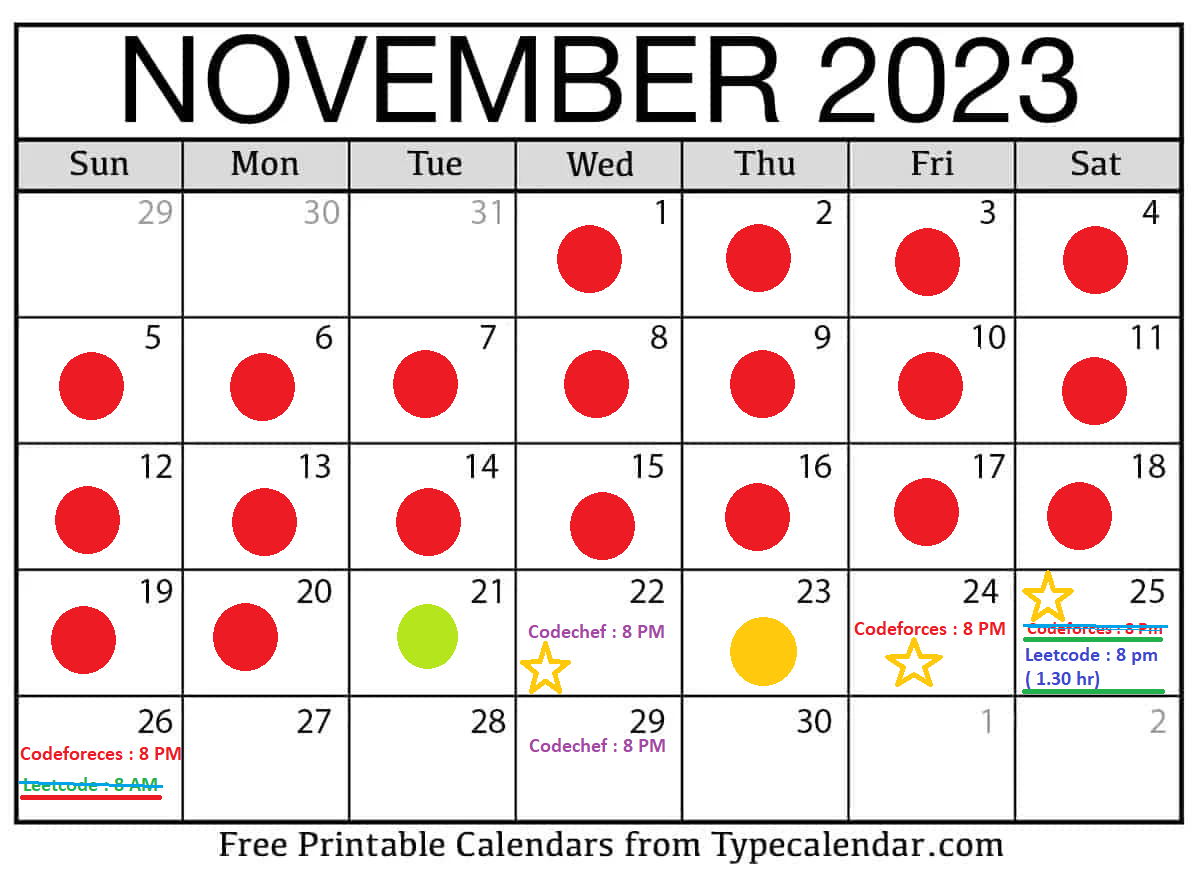 NOVEMBER 2023
Sun Mon Tue Wed Thu Fri Sat
29 30 31 1 2 3 4
5 6 7 8 9 10 11
12 13 14 15 16 17 18
19 20 21 22 23 24 25
Codechef : 8 PM
Codeforces : 8 PM
Codeforces : 8 Pm
Leetcode : 8 pm
( 1.30 hr)
26 27 28 29 30 1 2
Codeforeces : 8 PM
Codechef : 8 PM
Leetcode : 8 AM
Free Printable Calendars from Typecalendar.com